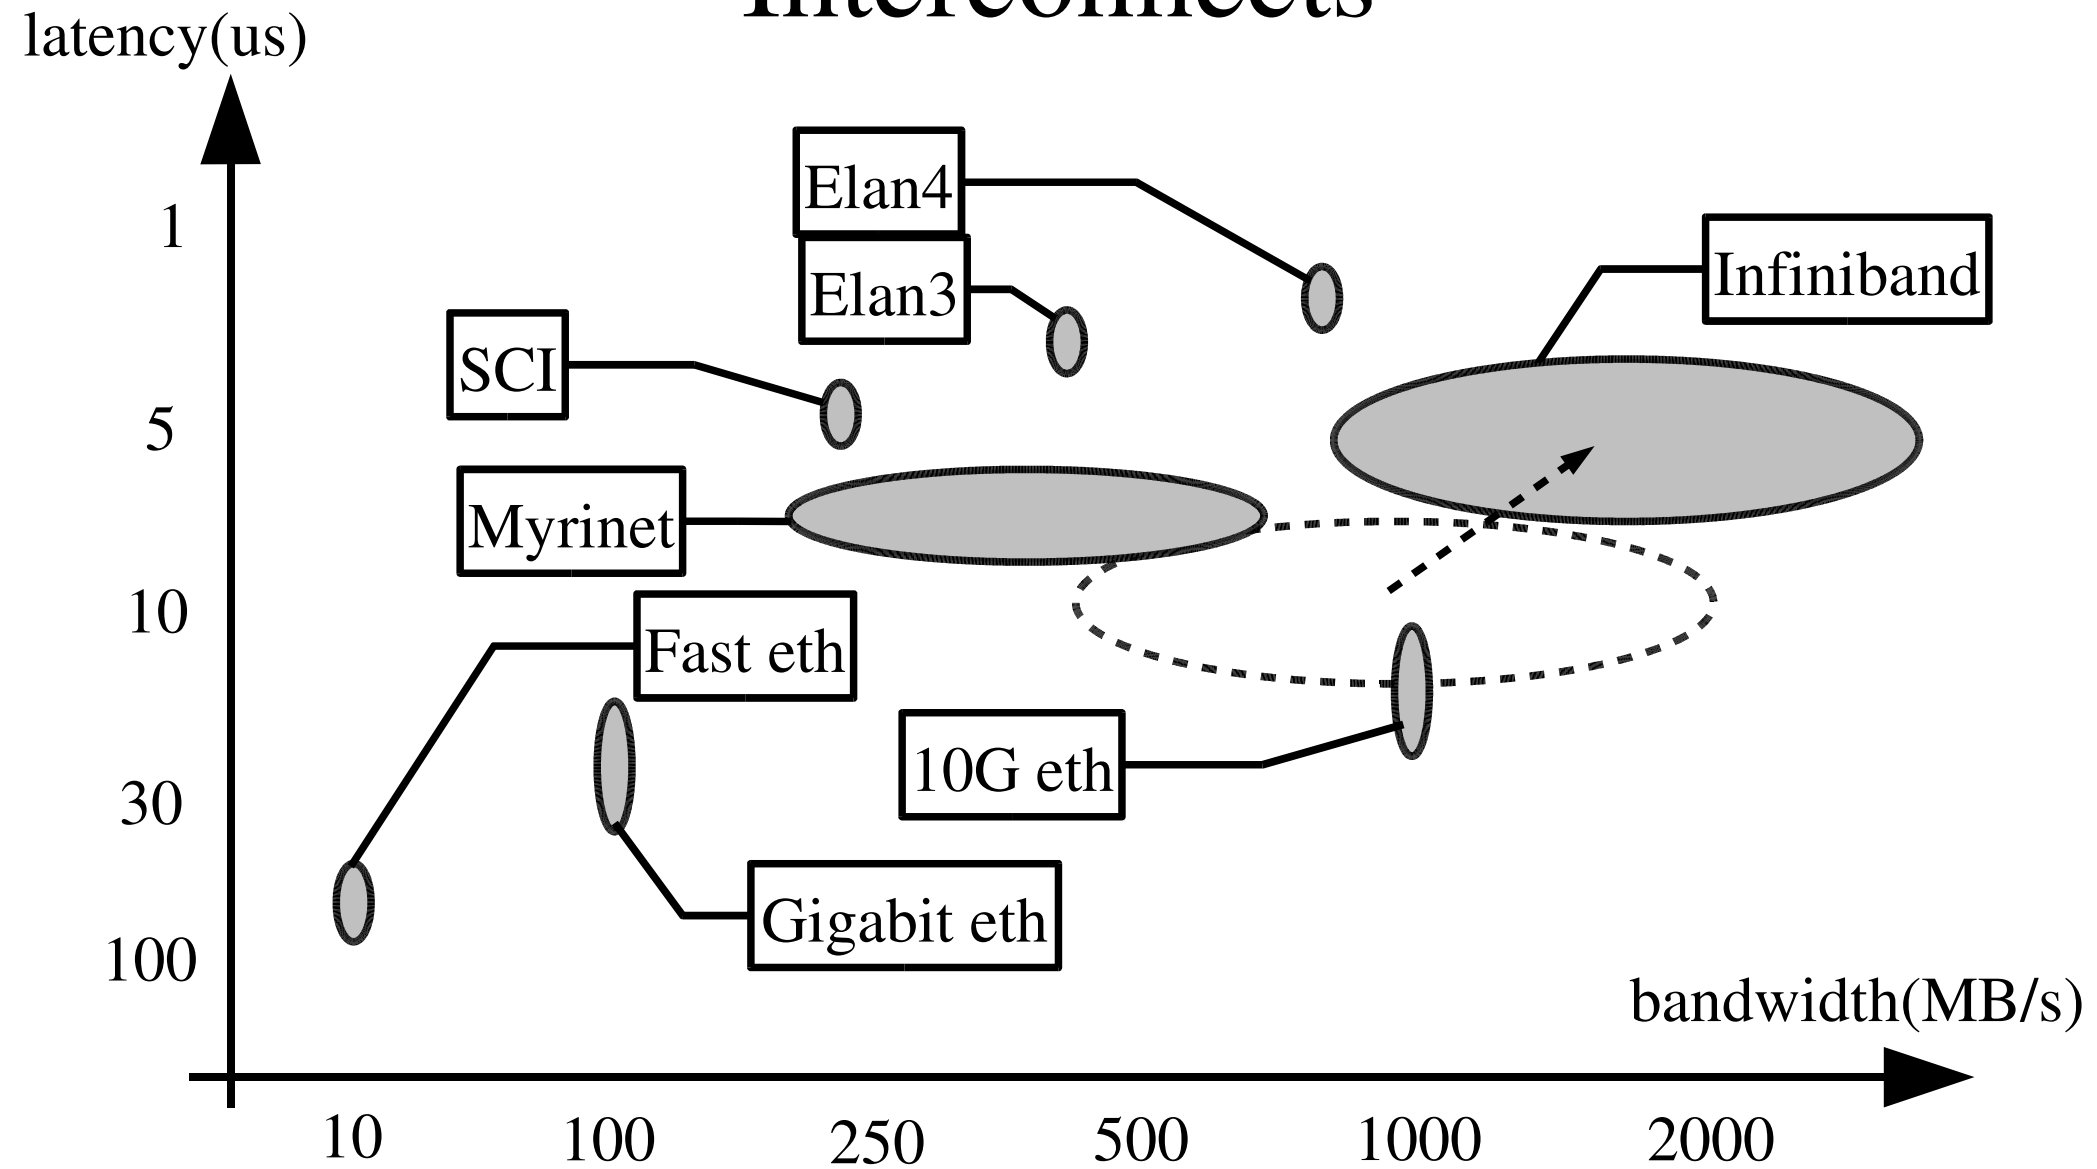 Interconnects
latency(us)
Elan4
1
Elan3
Infiniband
SCI
5
Myrinet
10
Fast eth
10G eth
30
Gigabit eth
100
bandwidth(MB/s)
10 100 250 500 1000 2000